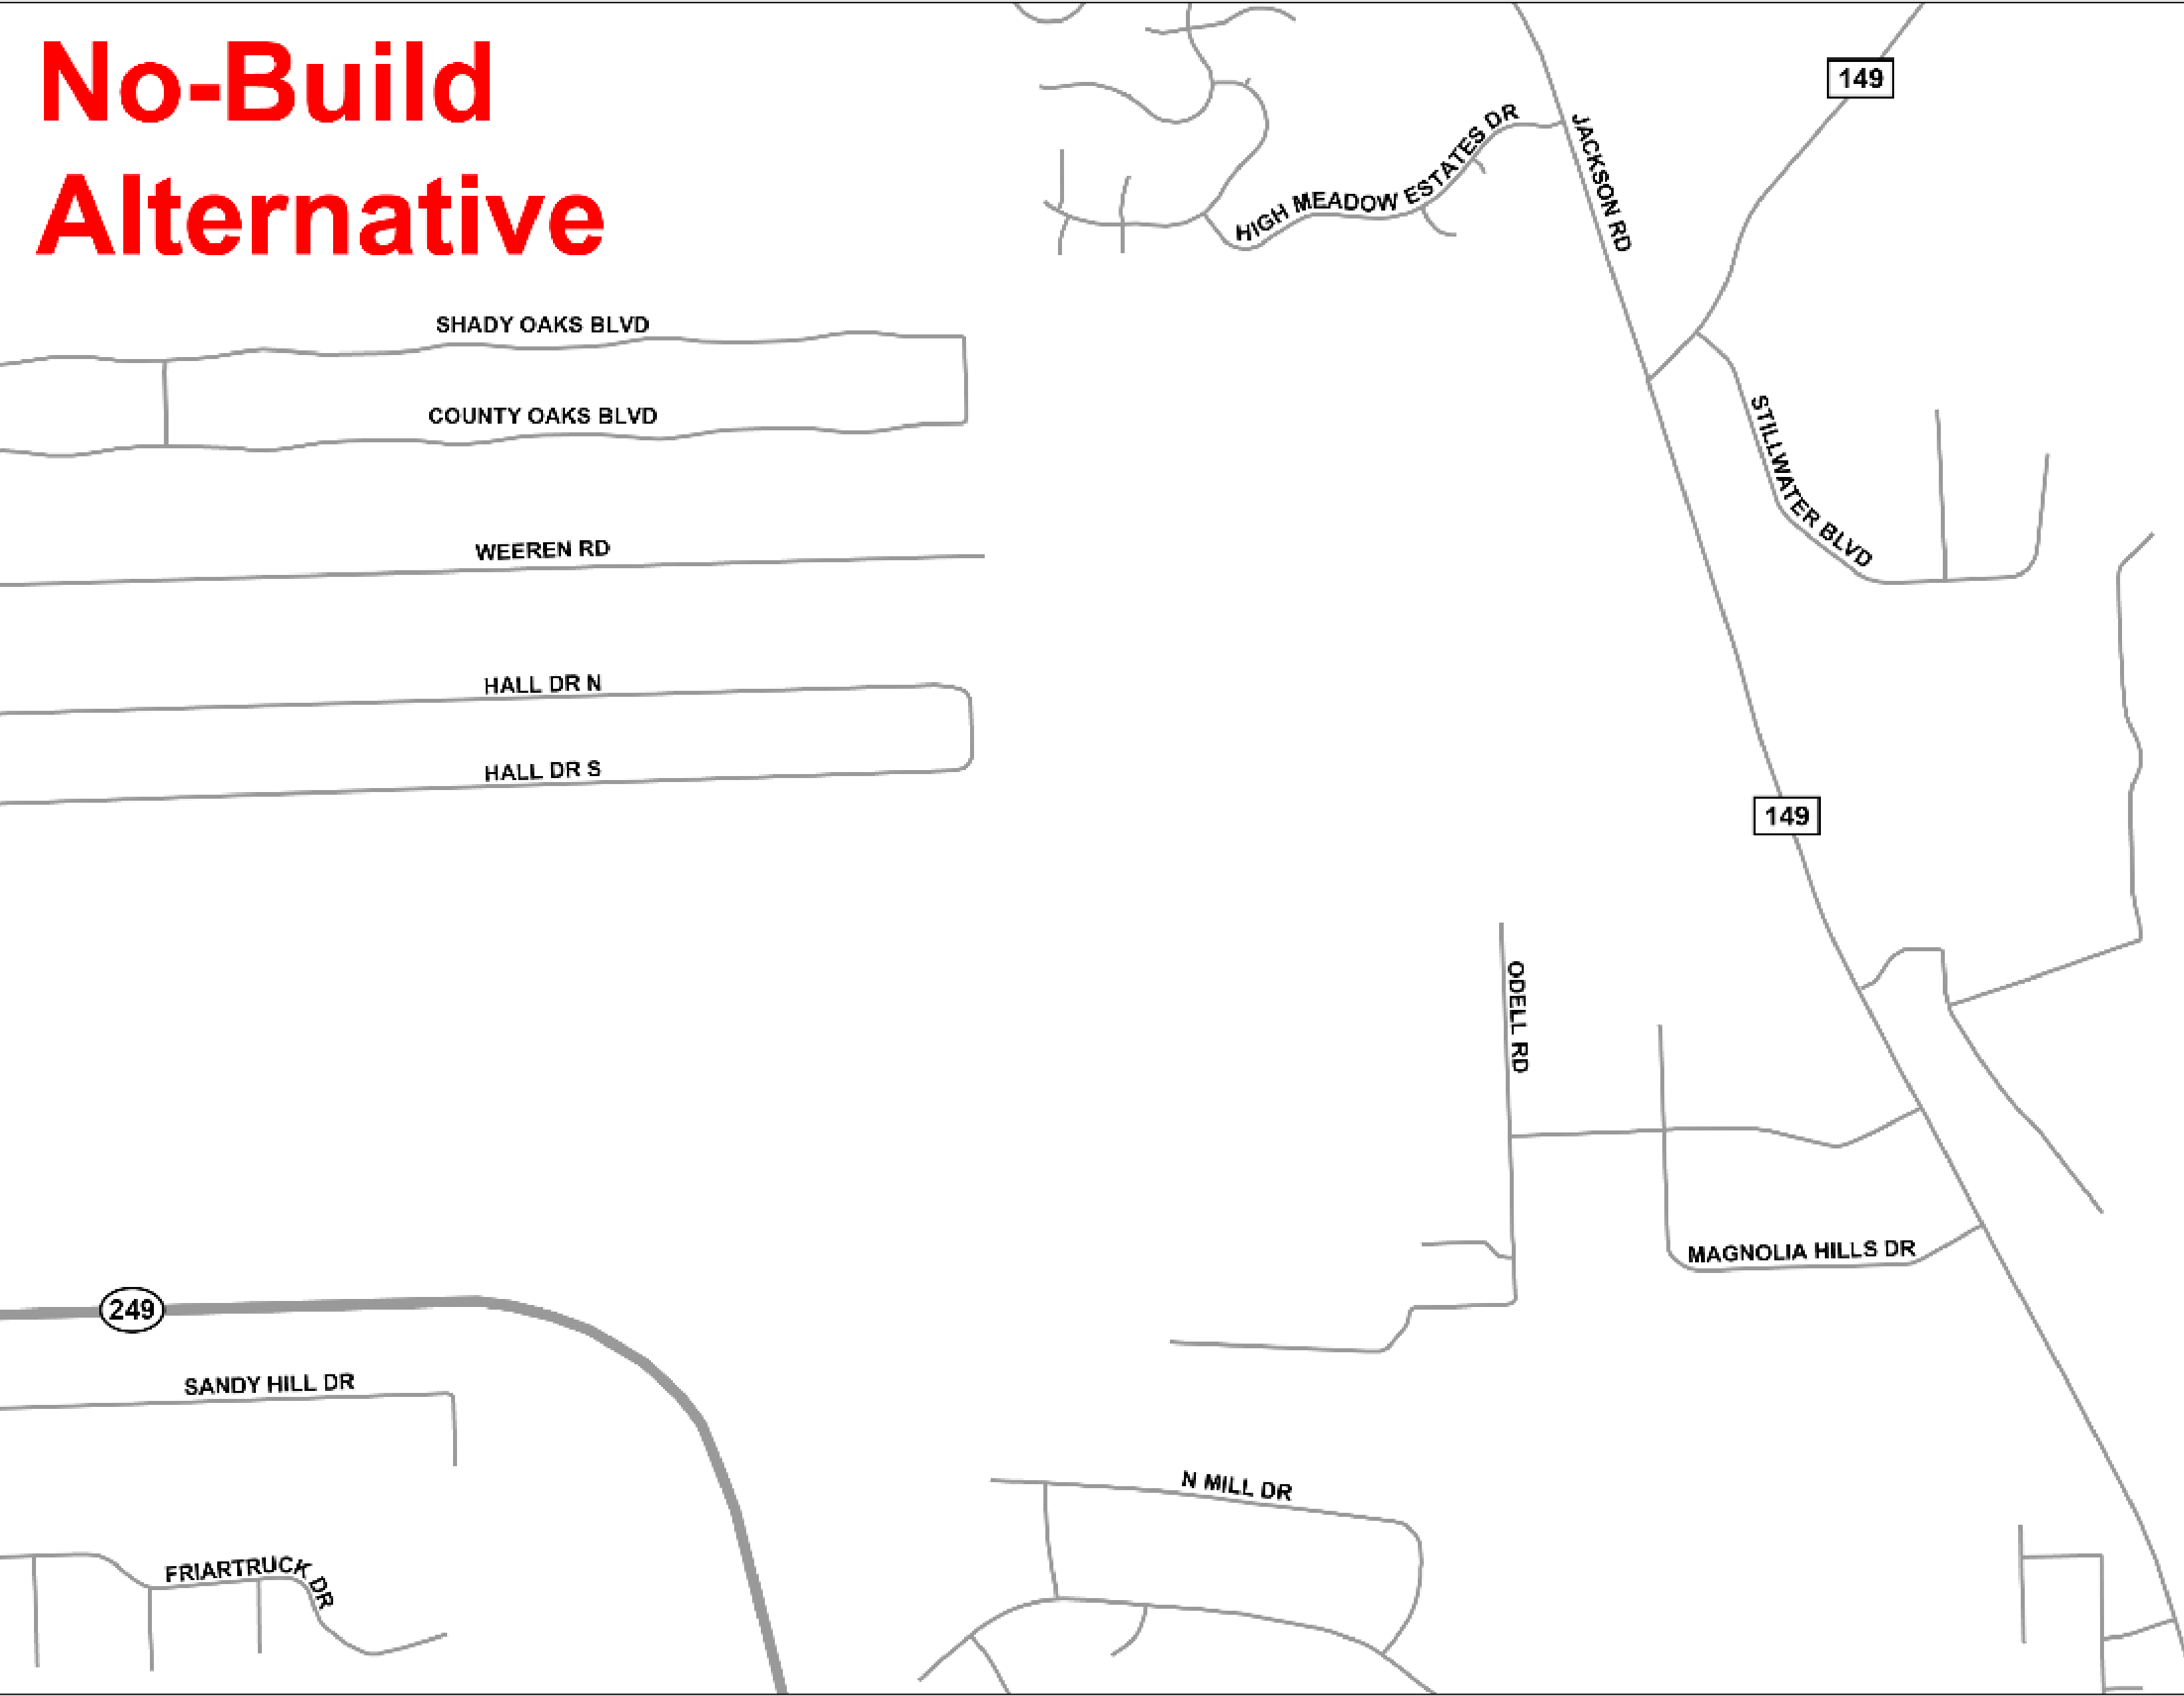 No-Build
Alternative
149
HIGH MEADOW ESTATES DR
JACKSON RD
SHADY OAKS BLVD
COUNTY OAKS BLVD
STILLWATER BLVD
WEEREN RD
HALL DR N
HALL DR S
149
ODELL RD
MAGNOLIA HILLS DR
249
SANDY HILL DR
N MILL DR
FRIARTRUCK DR